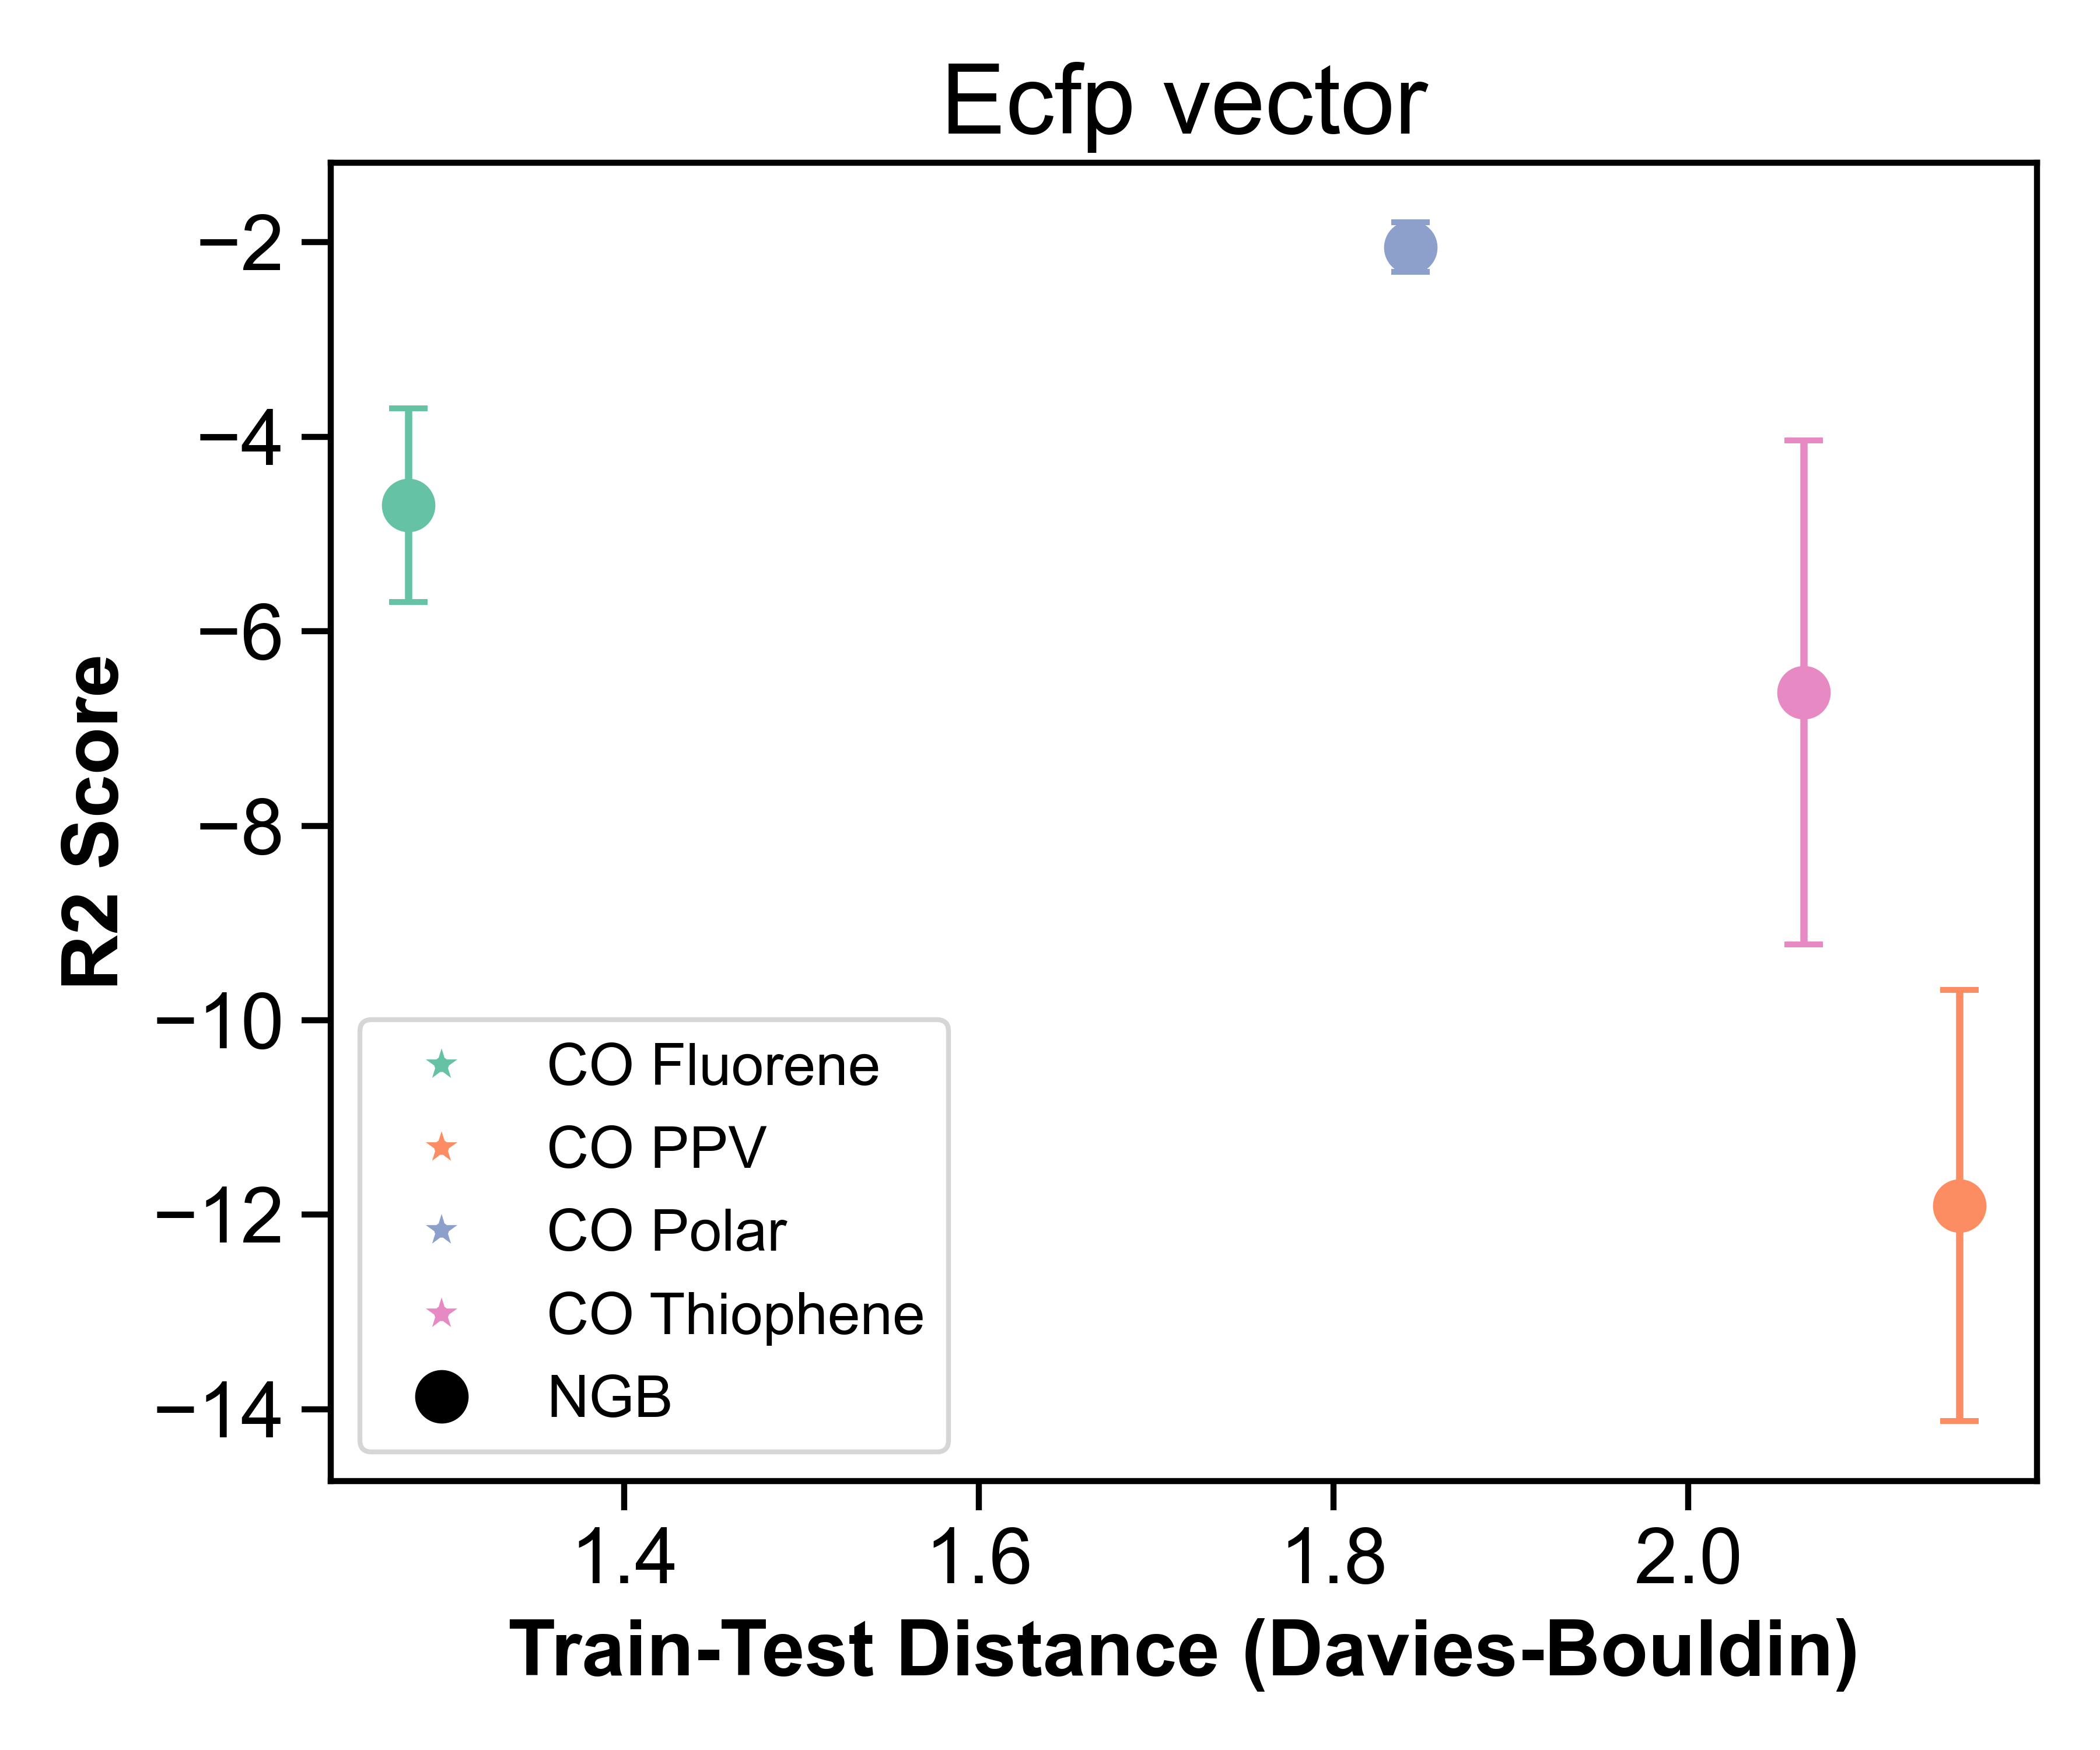 Ecfp vector
−2
−4
−6
−8
−10
−12
−14
R2 Score
CO Fluorene
CO PPV
CO Polar
CO Thiophene
NGB
1.4 1.6 1.8 2.0
Train-Test Distance (Davies-Bouldin)